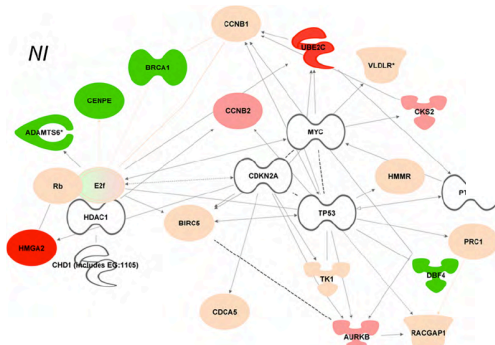 NI
CCNB1
UBE2C
BRCA1
VLDLR*
CENPE
CKS2
CCNB2
ADAMTS6*
MYC
Rb
E2f
CDKN2A
HMMR
HDAC1
TP53
BIRC5
HMGA2
PRC1
CHD1 (includes EG:1105)
TK1
DBF4
CDCA5
AURKB
RACGAP1